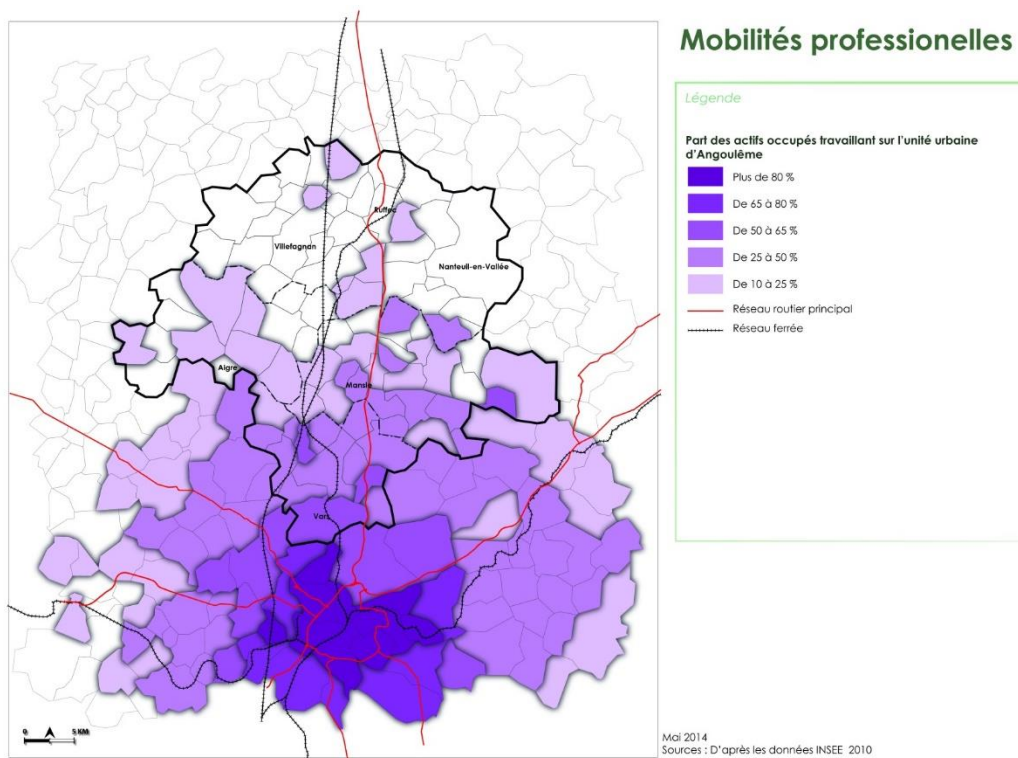 Mobilités professionelles
Légende
Part des actifs occupés travaillant sur l'unité urbaine
d'Angoulême
Plus de 80 %
De 65 à 80 %
De 50 à 65 %
De 25 à 50 %
De 10 à 25 %
Réseau routier principal
Réseau ferrée
Ruffec
Villefagnan
Nanteuil-en-Vallée
Aigre
Mansle
Vars
0 5 KM
Mai 2014
Sources : D'après les données INSEE 2010